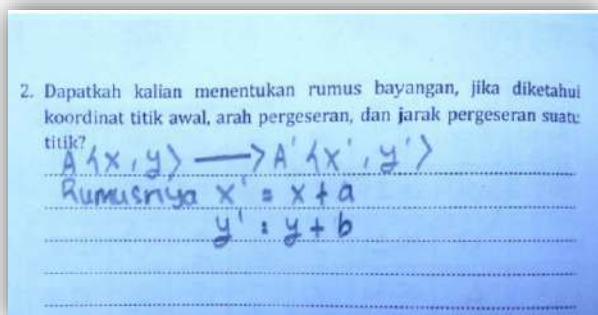 2. Dapatkah kalian menentukan rumus bayangan, jika diketahui
koordinat titik awal, arah pergeseran, dan jarak pergeseran suatu
titik?
A (x, y) —> A' (x', y')
Rumusnya x' = x + a
y' = y + b